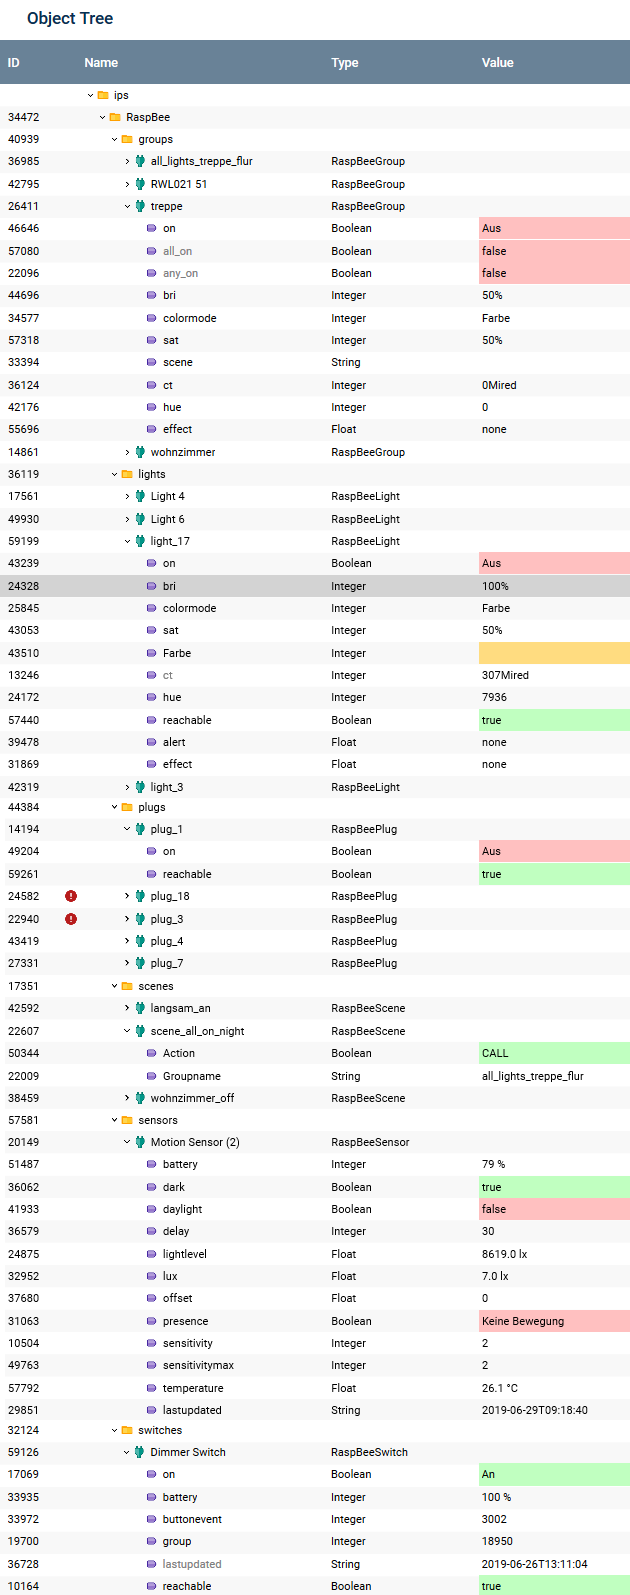 Object Tree
ID Name Type Value
ips
34472 RaspBee
40939 groups
36985 all_lights_treppe_flur RaspBeeGroup
42795 RWL021 51 RaspBeeGroup
26411 treppe RaspBeeGroup
46646 on Boolean Aus
57080 all_on Boolean false
22096 any_on Boolean false
44696 bri Integer 50%
34577 colormode Integer Farbe
57318 sat Integer 50%
33394 scene String
36124 ct Integer 0Mired
42176 hue Integer 0
55696 effect Float none
14861 wohnzimmer RaspBeeGroup
36119 lights
17561 Light 4 RaspBeeLight
49930 Light 6 RaspBeeLight
59199 light_17 RaspBeeLight
43239 on Boolean Aus
24328 bri Integer 100%
25845 colormode Integer Farbe
43053 sat Integer 50%
43510 Farbe Integer
13246 ct Integer 307Mired
24172 hue Integer 7936
57440 reachable Boolean true
39478 alert Float none
31869 effect Float none
42319 light_3 RaspBeeLight
44384 plugs
14194 plug_1 RaspBeePlug
49204 on Boolean Aus
59261 reachable Boolean true
24582 plug_18 RaspBeePlug
22940 plug_3 RaspBeePlug
43419 plug_4 RaspBeePlug
27331 plug_7 RaspBeePlug
17351 scenes
42592 langsam_an RaspBeeScene
22607 scene_all_on_night RaspBeeScene
50344 Action Boolean CALL
22009 Groupname String all_lights_treppe_flur
38459 wohnzimmer_off RaspBeeScene
57581 sensors
20149 Motion Sensor (2) RaspBeeSensor
51487 battery Integer 79 %
36062 dark Boolean true
41933 daylight Boolean false
36579 delay Integer 30
24875 lightlevel Float 8619.0 lx
32952 lux Float 7.0 lx
37680 offset Float 0
31063 presence Boolean Keine Bewegung
10504 sensitivity Integer 2
49763 sensitivitymax Integer 2
57792 temperature Float 26.1 °C
29851 lastupdated String 2019-06-29T09:18:40
32124 switches
59126 Dimmer Switch RaspBeeSwitch
17069 on Boolean An
33935 battery Integer 100 %
33972 buttonevent Integer 3002
19700 group Integer 18950
36728 lastupdated String 2019-06-26T13:11:04
10164 reachable Boolean true